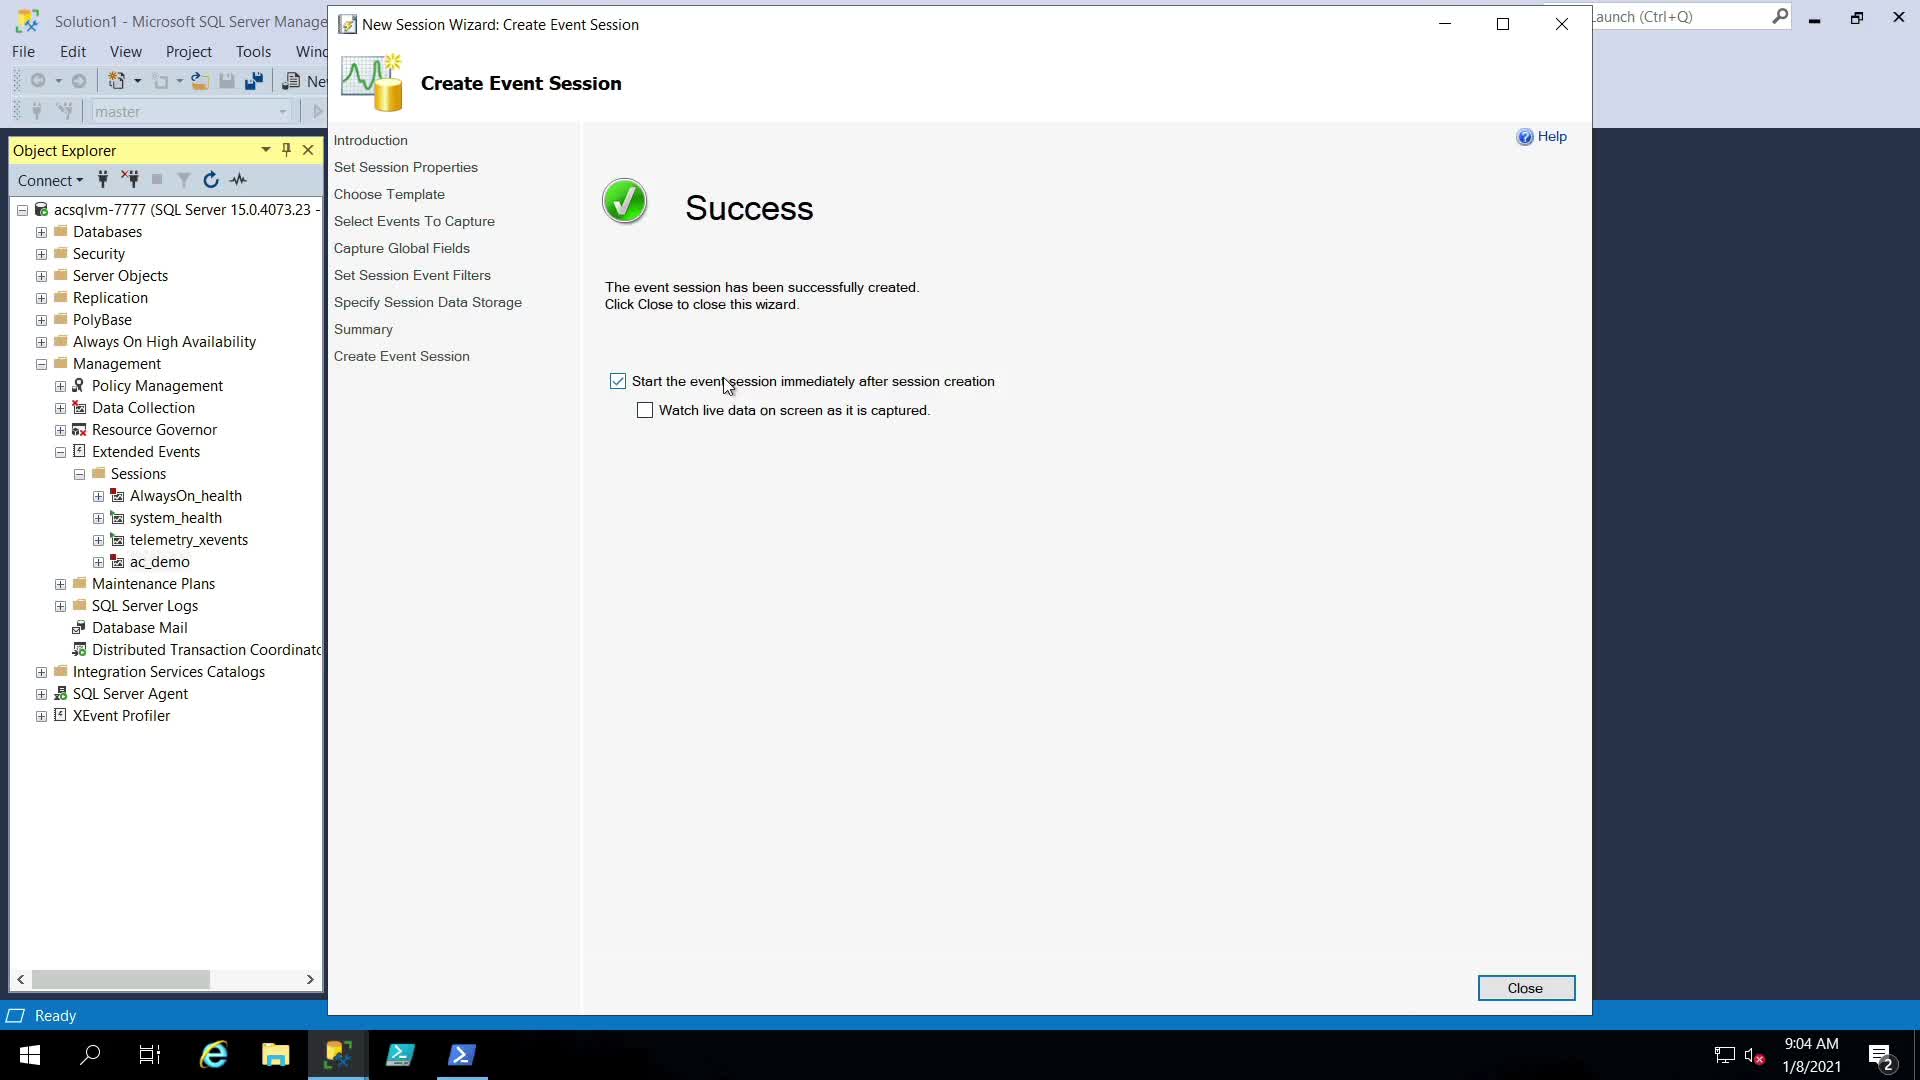 Solution1 - Microsoft SQL Server Manage
New Session Wizard: Create Event Session
aunch (Ctrl+Q)
File Edit View Project Tools Wind
Ne
master
Create Event Session
Object Explorer
Connect
acsqlvm-7777 (SQL Server 15.0.4073.23 -
Databases
Security
Server Objects
Replication
PolyBase
Always On High Availability
Management
Policy Management
Data Collection
Resource Governor
Extended Events
Sessions
AlwaysOn_health
system_health
telemetry_xevents
ac_demo
Maintenance Plans
SQL Server Logs
Database Mail
Distributed Transaction Coordinato
Integration Services Catalogs
SQL Server Agent
XEvent Profiler
Introduction
Set Session Properties
Choose Template
Select Events To Capture
Capture Global Fields
Set Session Event Filters
Specify Session Data Storage
Summary
Create Event Session
Help
Success
The event session has been successfully created.
Click Close to close this wizard.
Start the event session immediately after session creation
Watch live data on screen as it is captured.
Close
Ready
9:04 AM
1/8/2021
2